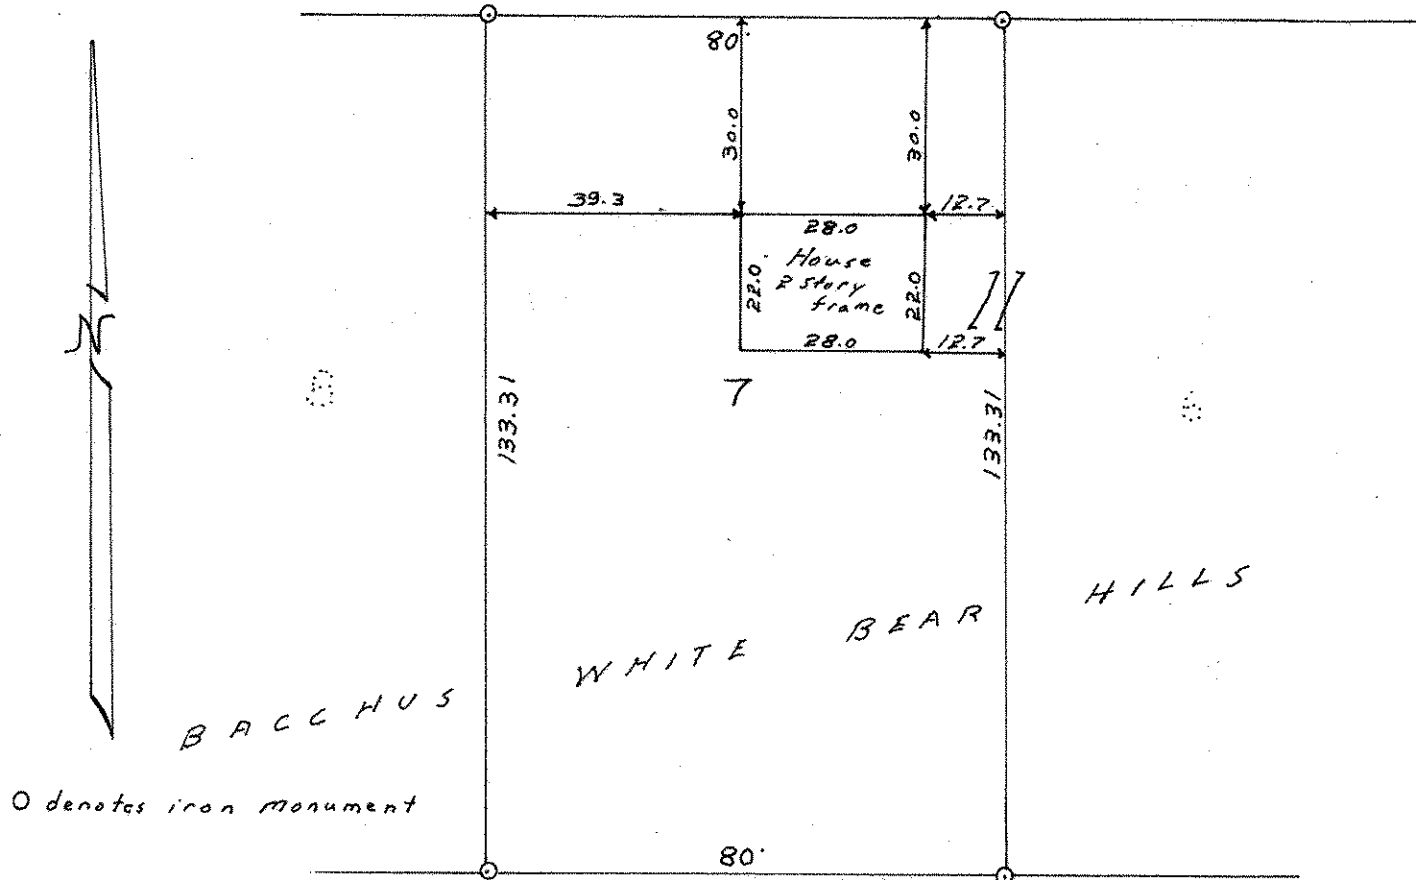 80'
30.0
30.0
39.3
12.7
28.0
House
2 story
frame
22.0'
22.0
28.0
12.7
7
133.31
133.31
N
BACCHUS WHITE BEAR HILLS
O denotes iron monument
80'